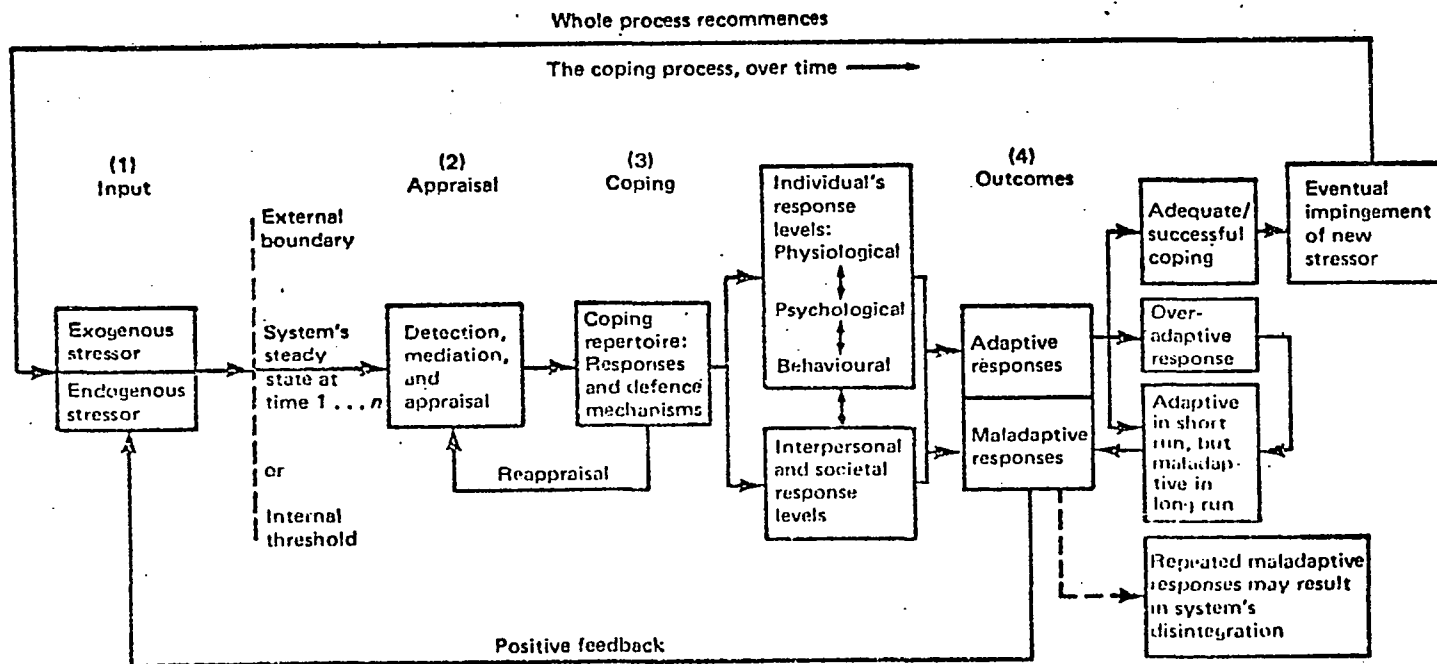 Whole process recommences
The coping process, over time
(1)
Input
(2)
Appraisal
(3)
Coping
(4)
Outcomes
External
boundary
Exogenous
stressor
Endogenous
stressor
System's
steady
state at
time 1 ... n
or
Internal
threshold
Detection,
mediation,
and
appraisal
Coping
repertoire:
Responses
and defence
mechanisms
Reappraisal
Individual's
response
levels:
Physiological
Psychological
Behavioural
Interpersonal
and societal
response
levels
Adaptive
responses
Maladaptive
responses
Adequate/
successful
coping
Eventual
impingement
of new
stressor
Over-
adaptive
response
Adaptive
in short
run, but
maladap-
tive in
long run
Repeated maladaptive
responses may result
in system's
disintegration
Positive feedback